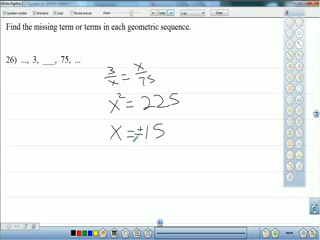 Find the missing term or terms in each geometric sequence.
26) ..., 3, ___, 75, ...
3/x = x/75
x² = 225
x = ±15